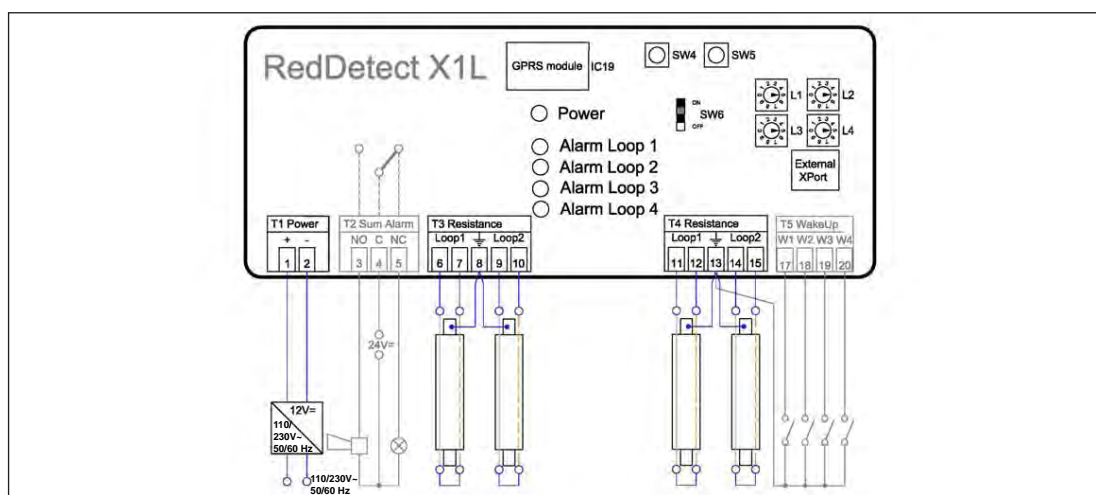 RedDetect X1L
GPRS module
IC19
SW4
SW5
L1
L2
ON
OFF
SW6
L3
L4
Power
External
XPort
Alarm Loop 1
Alarm Loop 2
Alarm Loop 3
Alarm Loop 4
T1 Power
+ -
1 2
T2 Sum Alarm
NO C NC
3 4 5
T3 Resistance
Loop1 Loop2
6 7 8 9 10
T4 Resistance
Loop1 Loop2
11 12 13 14 15
T5 WakeUp
W1 W2 W3 W4
17 18 19 20
24V=
12V=
110/
230V~
50/60 Hz
110/230V~
50/60 Hz